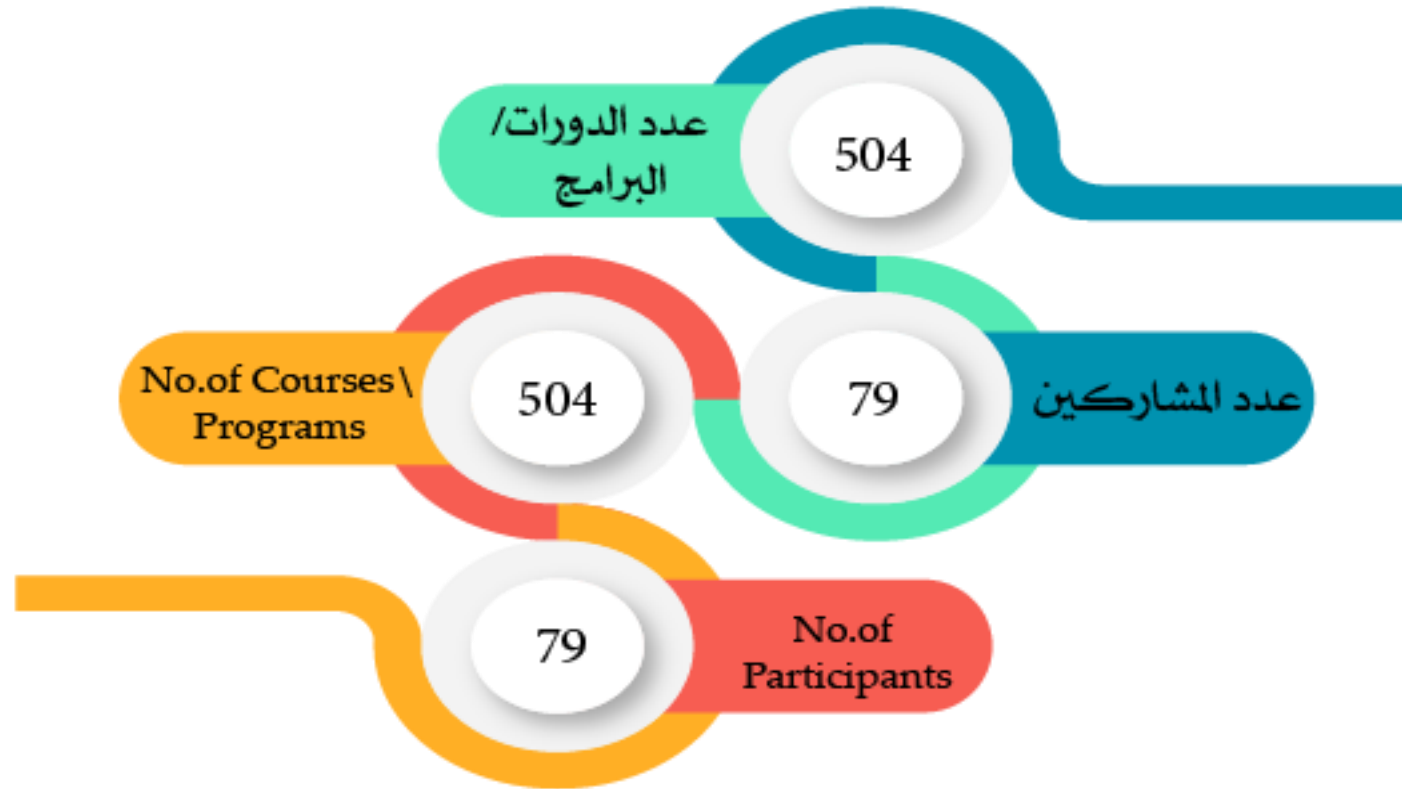 عدد الدورات/
البرامج
504
عدد المشاركين
79
No.of Courses\
Programs
504
No.of
Participants
79